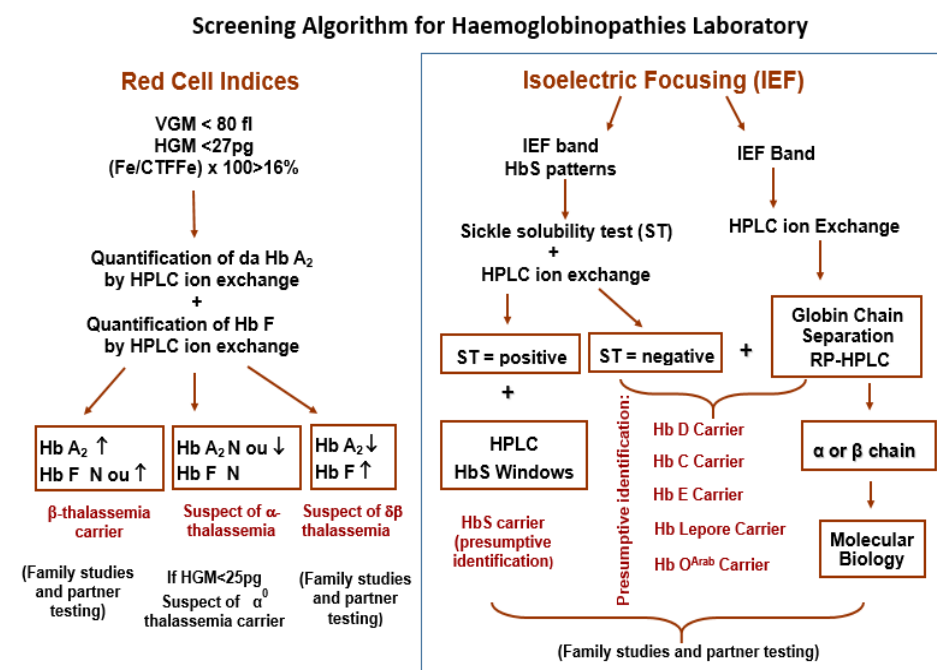 Screening Algorithm for Haemoglobinopathies Laboratory
Red Cell Indices
VGM < 80 fl
HGM <27pg
(Fe/CTFFe) x 100>16%
Quantification of da Hb A₂
by HPLC ion exchange
+
Quantification of Hb F
by HPLC ion exchange
Hb A₂ ↑
Hb F N ou ↑
β-thalassemia
carrier
(Family studies
and partner
testing)
Hb A₂ N ou ↓
Hb F N
Suspect of α-
thalassemia
If HGM<25pg
Suspect of α⁰
thalassemia carrier
Hb A₂ ↓
Hb F ↑
Suspect of δβ
thalassemia
(Family studies
and partner
testing)
Isoelectric Focusing (IEF)
IEF band
HbS patterns
Sickle solubility test (ST)
+
HPLC ion exchange
ST = positive
+
HPLC
HbS Windows
HbS carrier
(presumptive
identification)
ST = negative
+
Presumptive identification:
Hb D Carrier
Hb C Carrier
Hb E Carrier
Hb Lepore Carrier
Hb Oᴬʳᵃᵇ Carrier
IEF Band
HPLC ion Exchange
Globin Chain
Separation
RP-HPLC
α or β chain
Molecular
Biology
(Family studies and partner testing)